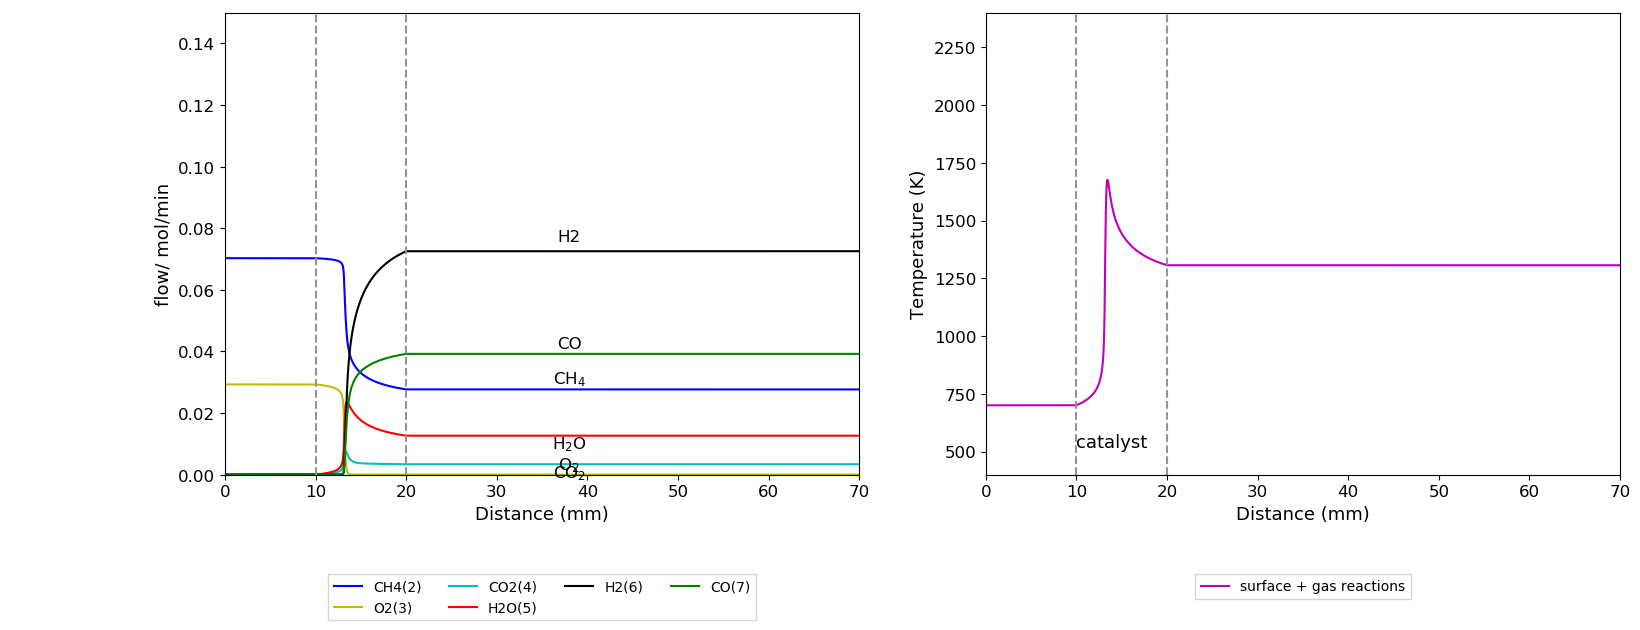 0.14
0.12
0.10
0.08
0.06
0.04
0.02
0.00
flow/ mol/min
H2
CO
CH₄
H₂O
O₂
CO₂
0 10 20 30 40 50 60 70
Distance (mm)
CH4(2) CO2(4) H2(6) CO(7)
O2(3) H2O(5)
2250
2000
1750
1500
1250
1000
750
500
Temperature (K)
catalyst
0 10 20 30 40 50 60 70
Distance (mm)
surface + gas reactions